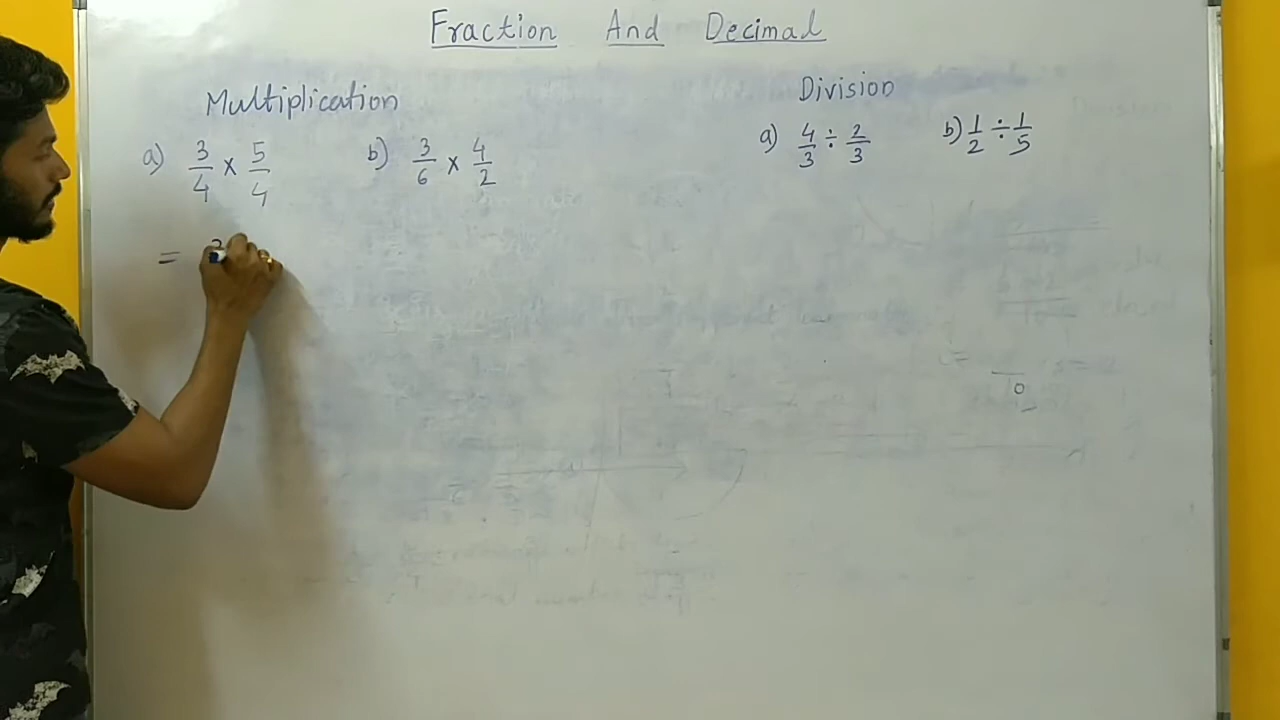 Fraction And Decimal
Multiplication
a) 3/4 x 5/4 b) 3/6 x 4/2
=
Division
a) 4/3 ÷ 2/3 b) 1/2 ÷ 1/5
10